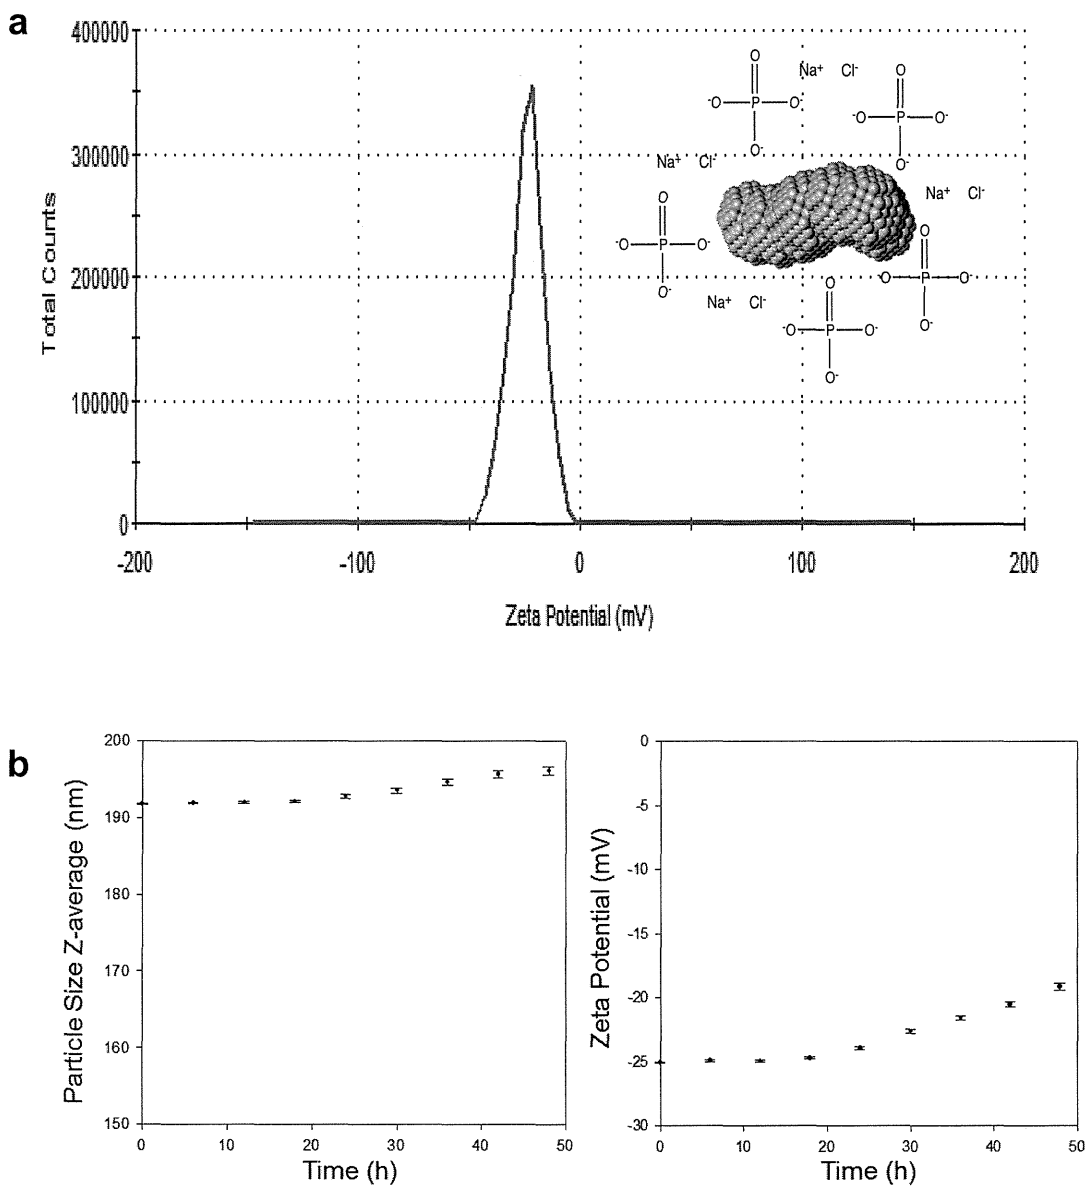 a
400000
300000
200000
100000
0
Total Counts
-200
-100
0
100
200
Zeta Potential (mV)
O
-O P O-
O-
Na+ Cl-
O
-O P O-
O-
Na+ Cl-
O
-O P O-
O-
Na+ Cl-
O
-O P O-
O-
Na+ Cl-
O
-O P O-
O-
b
200
190
180
170
160
150
Particle Size Z-average (nm)
0
10
20
30
40
50
Time (h)
0
-5
-10
-15
-20
-25
-30
Zeta Potential (mV)
0
10
20
30
40
50
Time (h)